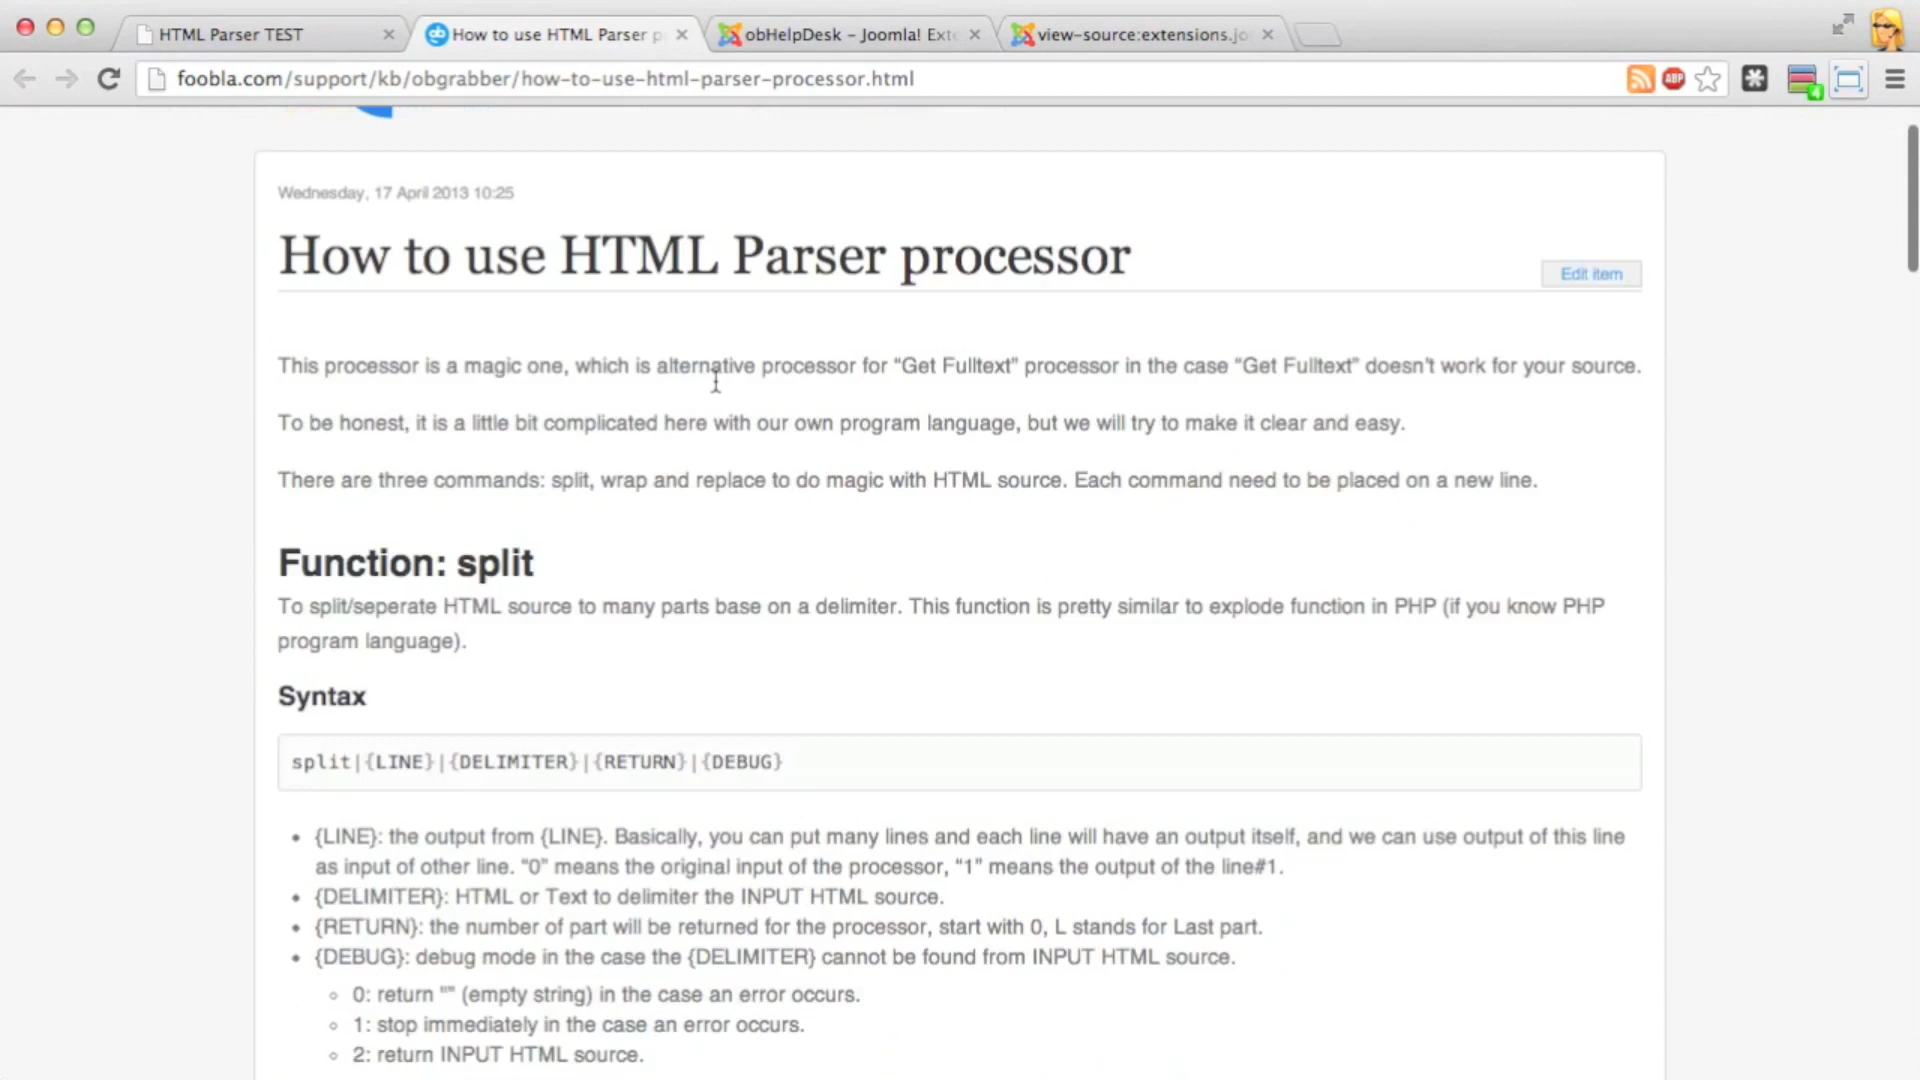 HTML Parser TEST
How to use HTML Parser p
obHelpDesk - Joomla! Ext
view-source:extensions.jo
foobla.com/support/kb/obgrabber/how-to-use-html-parser-processor.html
ABP
4
Wednesday, 17 April 2013 10:25
How to use HTML Parser processor
Edit item
This processor is a magic one, which is alternative processor for “Get Fulltext” processor in the case “Get Fulltext” doesn't work for your source.
To be honest, it is a little bit complicated here with our own program language, but we will try to make it clear and easy.
There are three commands: split, wrap and replace to do magic with HTML source. Each command need to be placed on a new line.
Function: split
To split/seperate HTML source to many parts base on a delimiter. This function is pretty similar to explode function in PHP (if you know PHP
program language).
Syntax
split|{LINE}|{DELIMITER}|{RETURN}|{DEBUG}
• {LINE}: the output from {LINE}. Basically, you can put many lines and each line will have an output itself, and we can use output of this line
as input of other line. “0” means the original input of the processor, “1” means the output of the line#1.
• {DELIMITER}: HTML or Text to delimiter the INPUT HTML source.
• {RETURN}: the number of part will be returned for the processor, start with 0, L stands for Last part.
• {DEBUG}: debug mode in the case the {DELIMITER} cannot be found from INPUT HTML source.
◦ 0: return "" (empty string) in the case an error occurs.
◦ 1: stop immediately in the case an error occurs.
◦ 2: return INPUT HTML source.